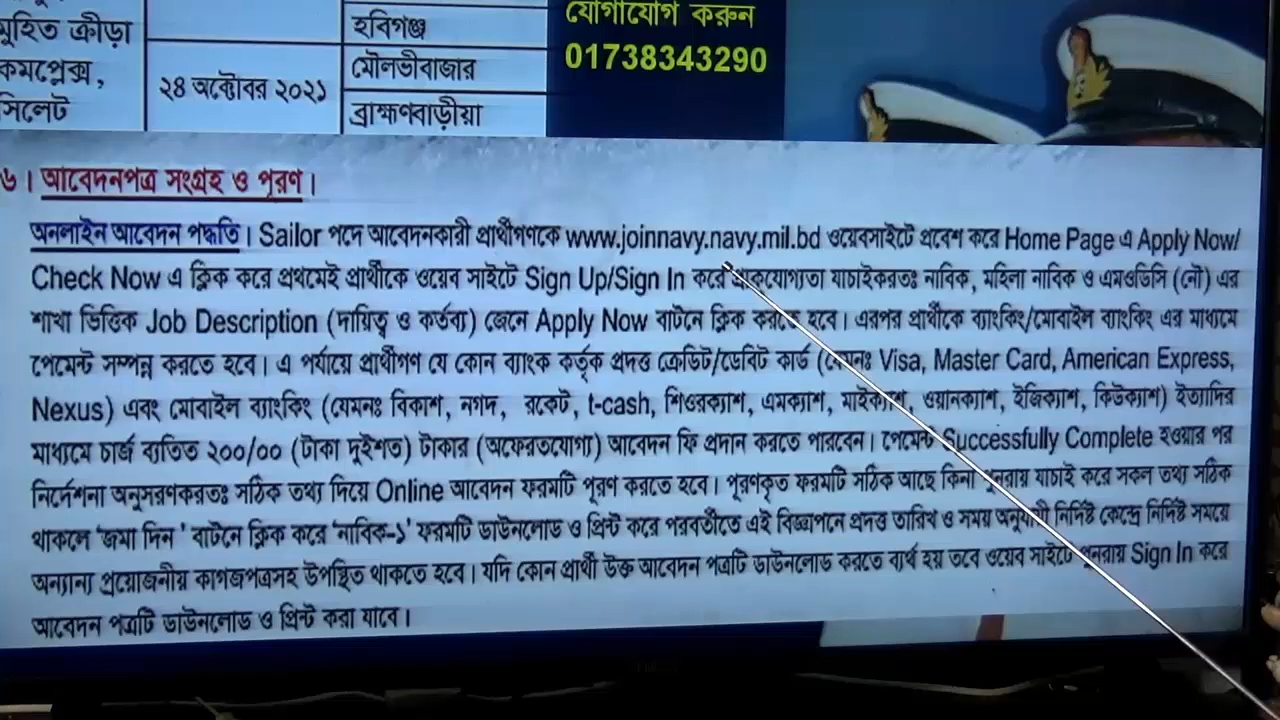 মুহিত ক্রীড়া
কমপ্লেক্স,
সিলেট
২৪ অক্টোবর ২০২১
হবিগঞ্জ
মৌলভীবাজার
ব্রাহ্মণবাড়ীয়া
যোগাযোগ করুন
01738343290
৬। আবেদনপত্র সংগ্রহ ও পূরণ।
অনলাইন আবেদন পদ্ধতি। Sailor পদে আবেদনকারী প্রার্থীগণকে www.joinnavy.navy.mil.bd ওয়েবসাইটে প্রবেশ করে Home Page এ Apply Now/
Check Now এ ক্লিক করে প্রথমেই প্রার্থীকে ওয়েব সাইটে Sign Up/Sign In করে প্রাকযোগ্যতা যাচাইকরতঃ নাবিক, মহিলা নাবিক ও এমওডিসি (নৌ) এর
শাখা ভিত্তিক Job Description (দায়িত্ব ও কর্তব্য) জেনে Apply Now বাটনে ক্লিক করতে হবে। এরপর প্রার্থীকে ব্যাংকিং/মোবাইল ব্যাংকিং এর মাধ্যমে
পেমেন্ট সম্পন্ন করতে হবে। এ পর্যায়ে প্রার্থীগণ যে কোন ব্যাংক কর্তৃক প্রদত্ত ক্রেডিট/ডেবিট কার্ড (যেমনঃ Visa, Master Card, American Express,
Nexus) এবং মোবাইল ব্যাংকিং (যেমনঃ বিকাশ, নগদ, রকেট, t-cash, শিওরক্যাশ, এমক্যাশ, মাইক্যাশ, ওয়ানক্যাশ, ইজিক্যাশ, কিউক্যাশ) ইত্যাদির
মাধ্যমে চার্জ ব্যতিত ২০০/০০ (টাকা দুইশত) টাকার (অফেরতযোগ্য) আবেদন ফি প্রদান করতে পারবেন। পেমেন্ট Successfully Complete হওয়ার পর
নির্দেশনা অনুসরণকরতঃ সঠিক তথ্য দিয়ে Online আবেদন ফরমটি পূরণ করতে হবে। পূরণকৃত ফরমটি সঠিক আছে কিনা পুনরায় যাচাই করে সকল তথ্য সঠিক
থাকলে ‘জমা দিন ’ বাটনে ক্লিক করে ‘নাবিক-১’ ফরমটি ডাউনলোড ও প্রিন্ট করে পরবর্তীতে এই বিজ্ঞাপনে প্রদত্ত তারিখ ও সময় অনুযায়ী নির্দিষ্ট কেন্দ্রে নির্দিষ্ট সময়ে
অন্যান্য প্রয়োজনীয় কাগজপত্রসহ উপস্থিত থাকতে হবে। যদি কোন প্রার্থী উক্ত আবেদন পত্রটি ডাউনলোড করতে ব্যর্থ হয় তবে ওয়েব সাইটে পুনরায় Sign In করে
আবেদন পত্রটি ডাউনলোড ও প্রিন্ট করা যাবে।